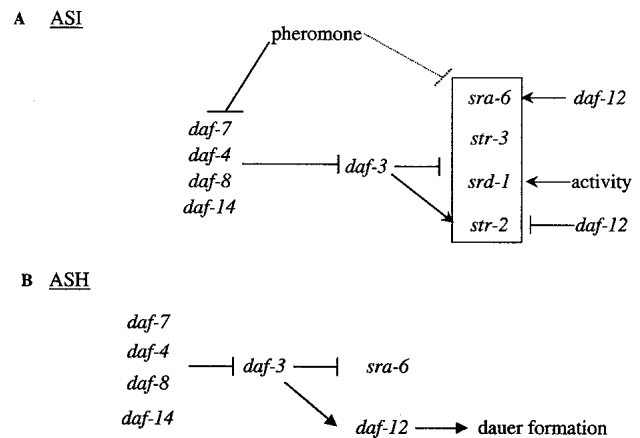 A ASI
pheromone
daf-7
daf-4
daf-8
daf-14
daf-3
sra-6
daf-12
str-3
srd-1
activity
str-2
daf-12
B ASH
daf-7
daf-4
daf-8
daf-14
daf-3
sra-6
daf-12
dauer formation